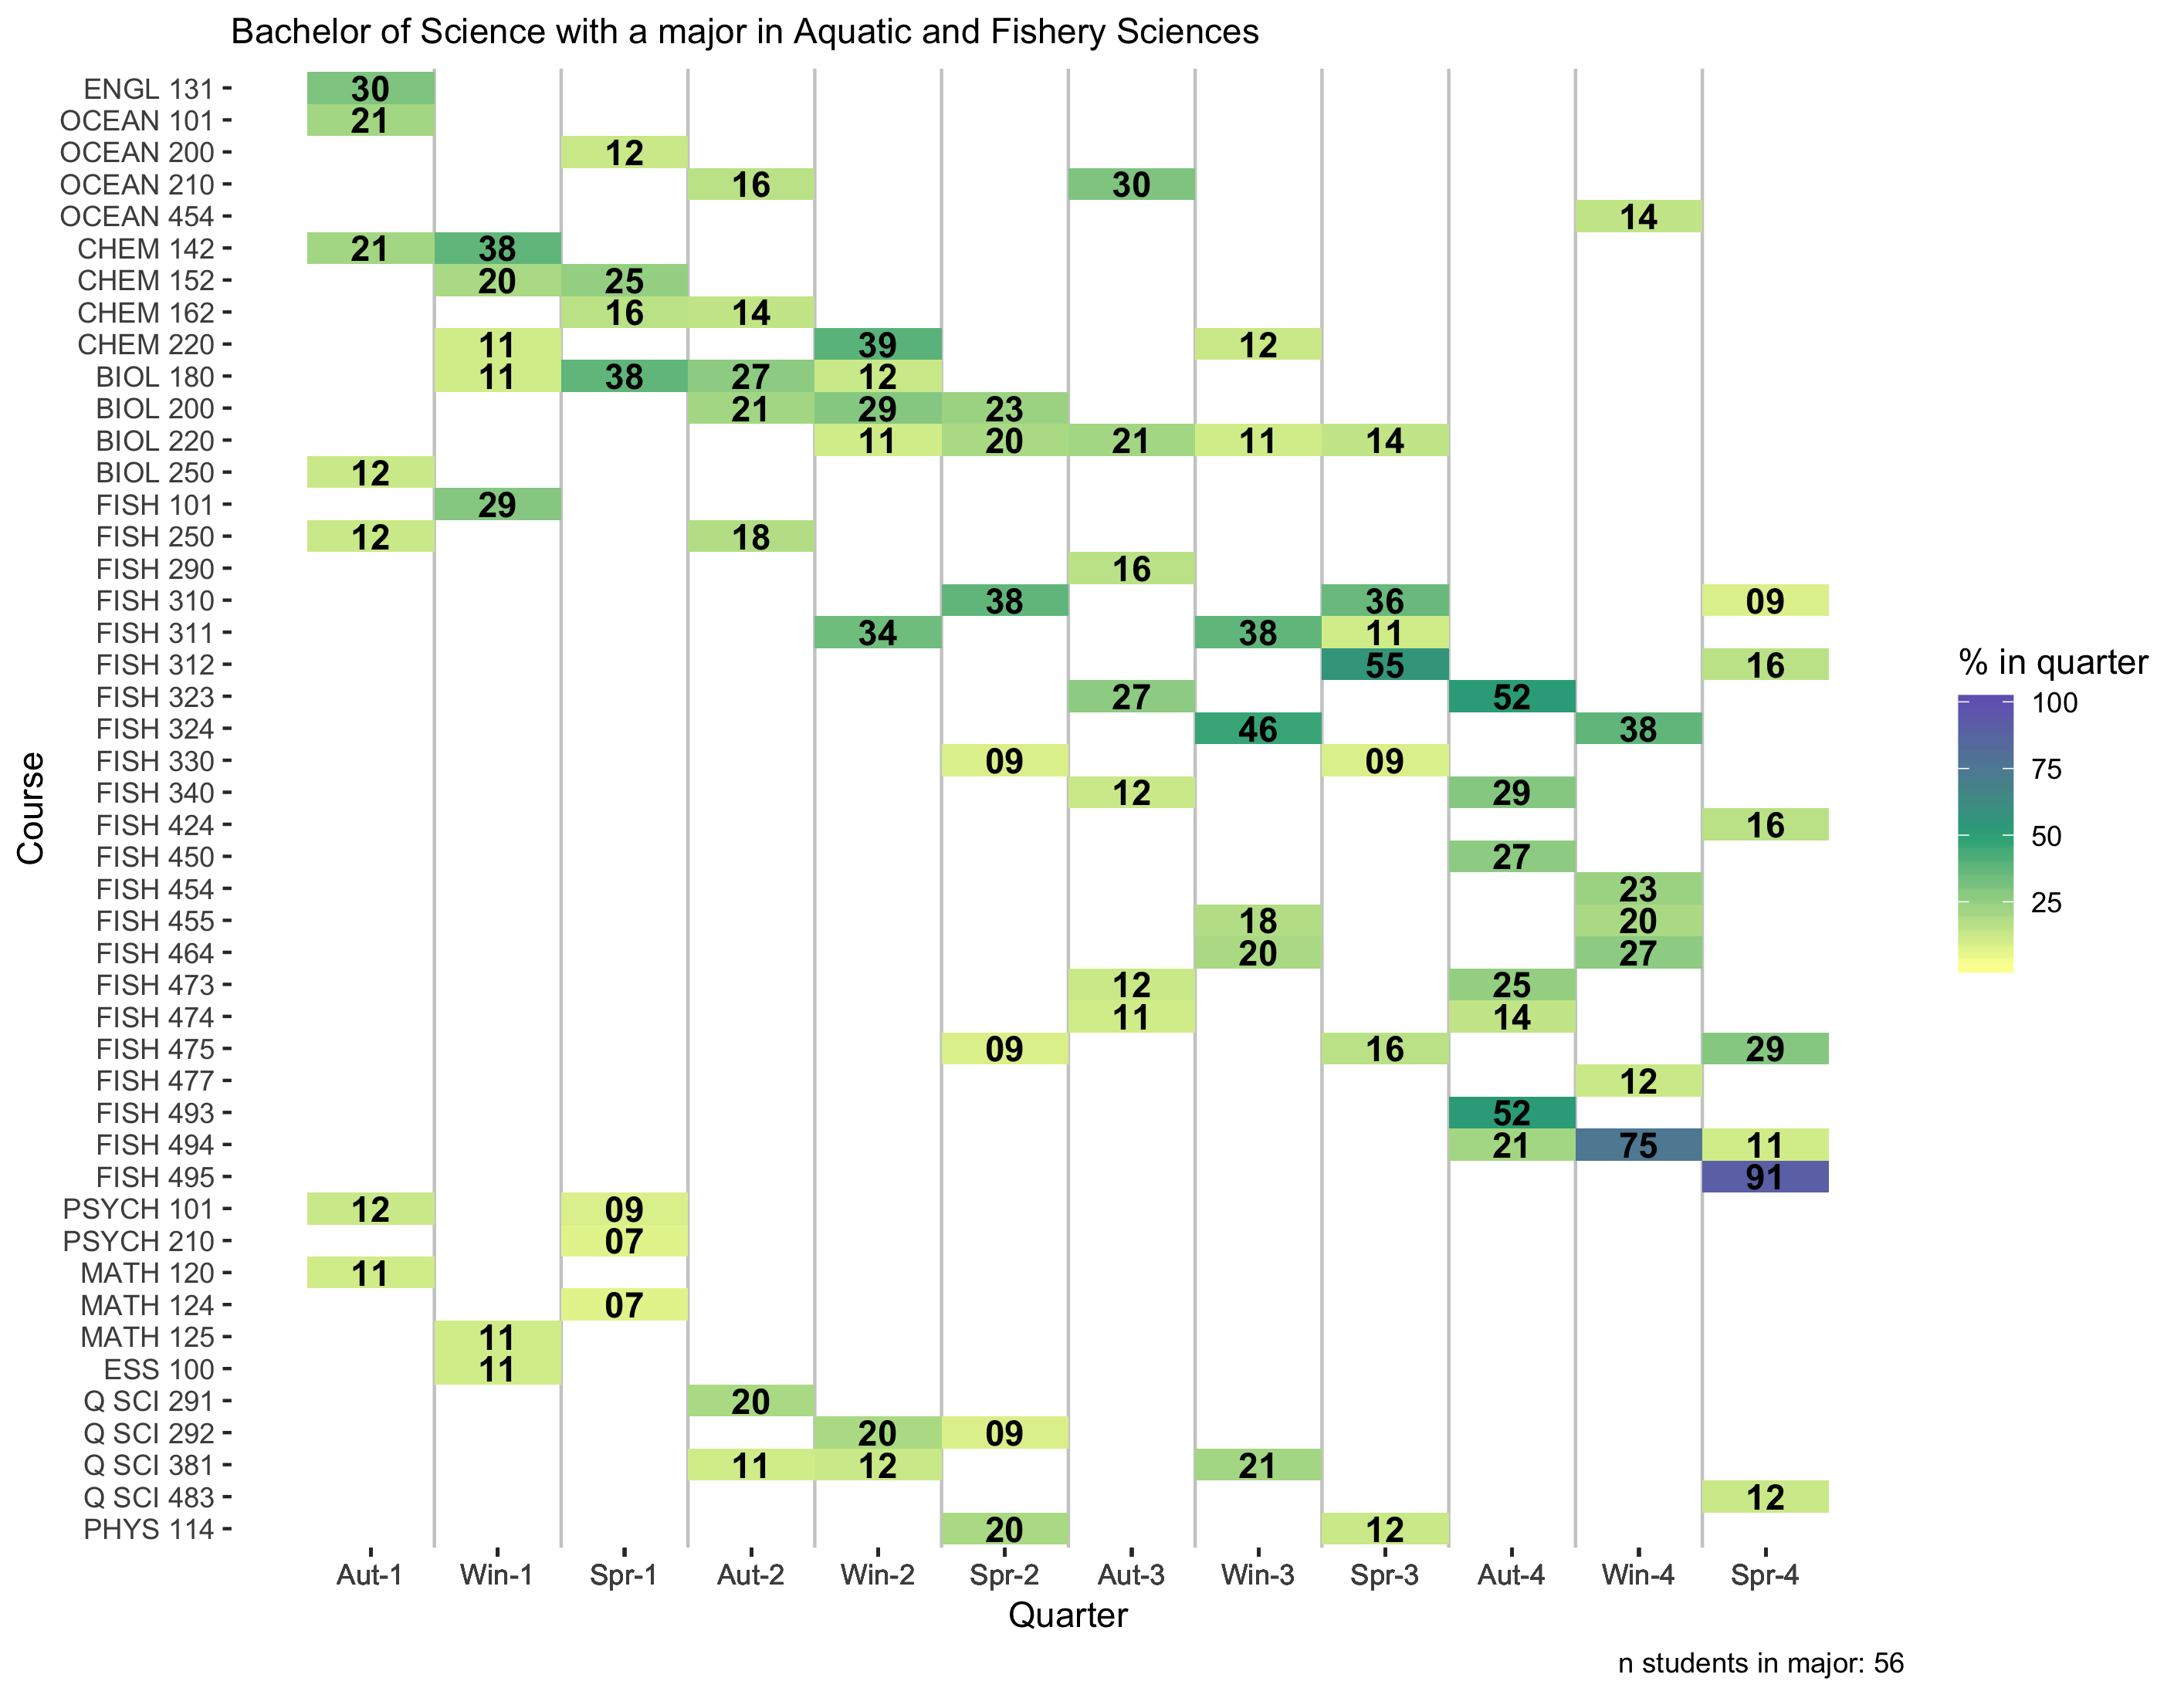 Bachelor of Science with a major in Aquatic and Fishery Sciences
ENGL 131 30
OCEAN 101 21
OCEAN 200 12
OCEAN 210 16 30
OCEAN 454 14
CHEM 142 21 38
CHEM 152 20 25
CHEM 162 16 14
CHEM 220 11 39 12
BIOL 180 11 38 27 12
BIOL 200 21 29 23
BIOL 220 11 20 21 11 14
BIOL 250 12
FISH 101 29
FISH 250 12 18
FISH 290 16
FISH 310 38 36 09
FISH 311 34 38 11
FISH 312 55 16
FISH 323 27 52
FISH 324 46 38
FISH 330 09 09
FISH 340 12 29
FISH 424 16
FISH 450 27
FISH 454 23
FISH 455 18 20
FISH 464 20 27
FISH 473 12 25
FISH 474 11 14
FISH 475 09 16 29
FISH 477 12
FISH 493 52
FISH 494 21 75 11
FISH 495 91
PSYCH 101 12 09
PSYCH 210 07
MATH 120 11
MATH 124 07
MATH 125 11
ESS 100 11
Q SCI 291 20
Q SCI 292 20 09
Q SCI 381 11 12 21
Q SCI 483 12
PHYS 114 20 12
Aut-1 Win-1 Spr-1 Aut-2 Win-2 Spr-2 Aut-3 Win-3 Spr-3 Aut-4 Win-4 Spr-4
Quarter
Course
% in quarter
100
75
50
25
n students in major: 56